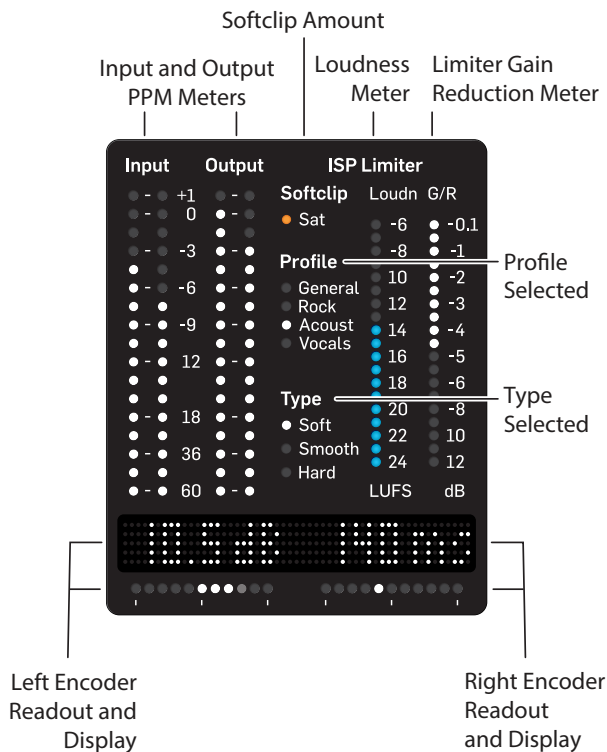 Softclip Amount
Input and Output
PPM Meters
Loudness
Meter
Limiter Gain
Reduction Meter
Input Output ISP Limiter
Softclip Loudn G/R
Sat
Profile
General
Rock
Acoust
Vocals
Type
Soft
Smooth
Hard
- +1 -
- 0 -
- -3 -
- -6 -
- -9 -
- 12 -
- 18 -
- 36 -
- 60 -
-6 -0.1
-8 -1
10 -2
12 -3
14 -4
16 -5
18 -6
20 -8
22 10
24 12
LUFS dB
Profile
Selected
Type
Selected
Left Encoder
Readout and
Display
Right Encoder
Readout
and Display